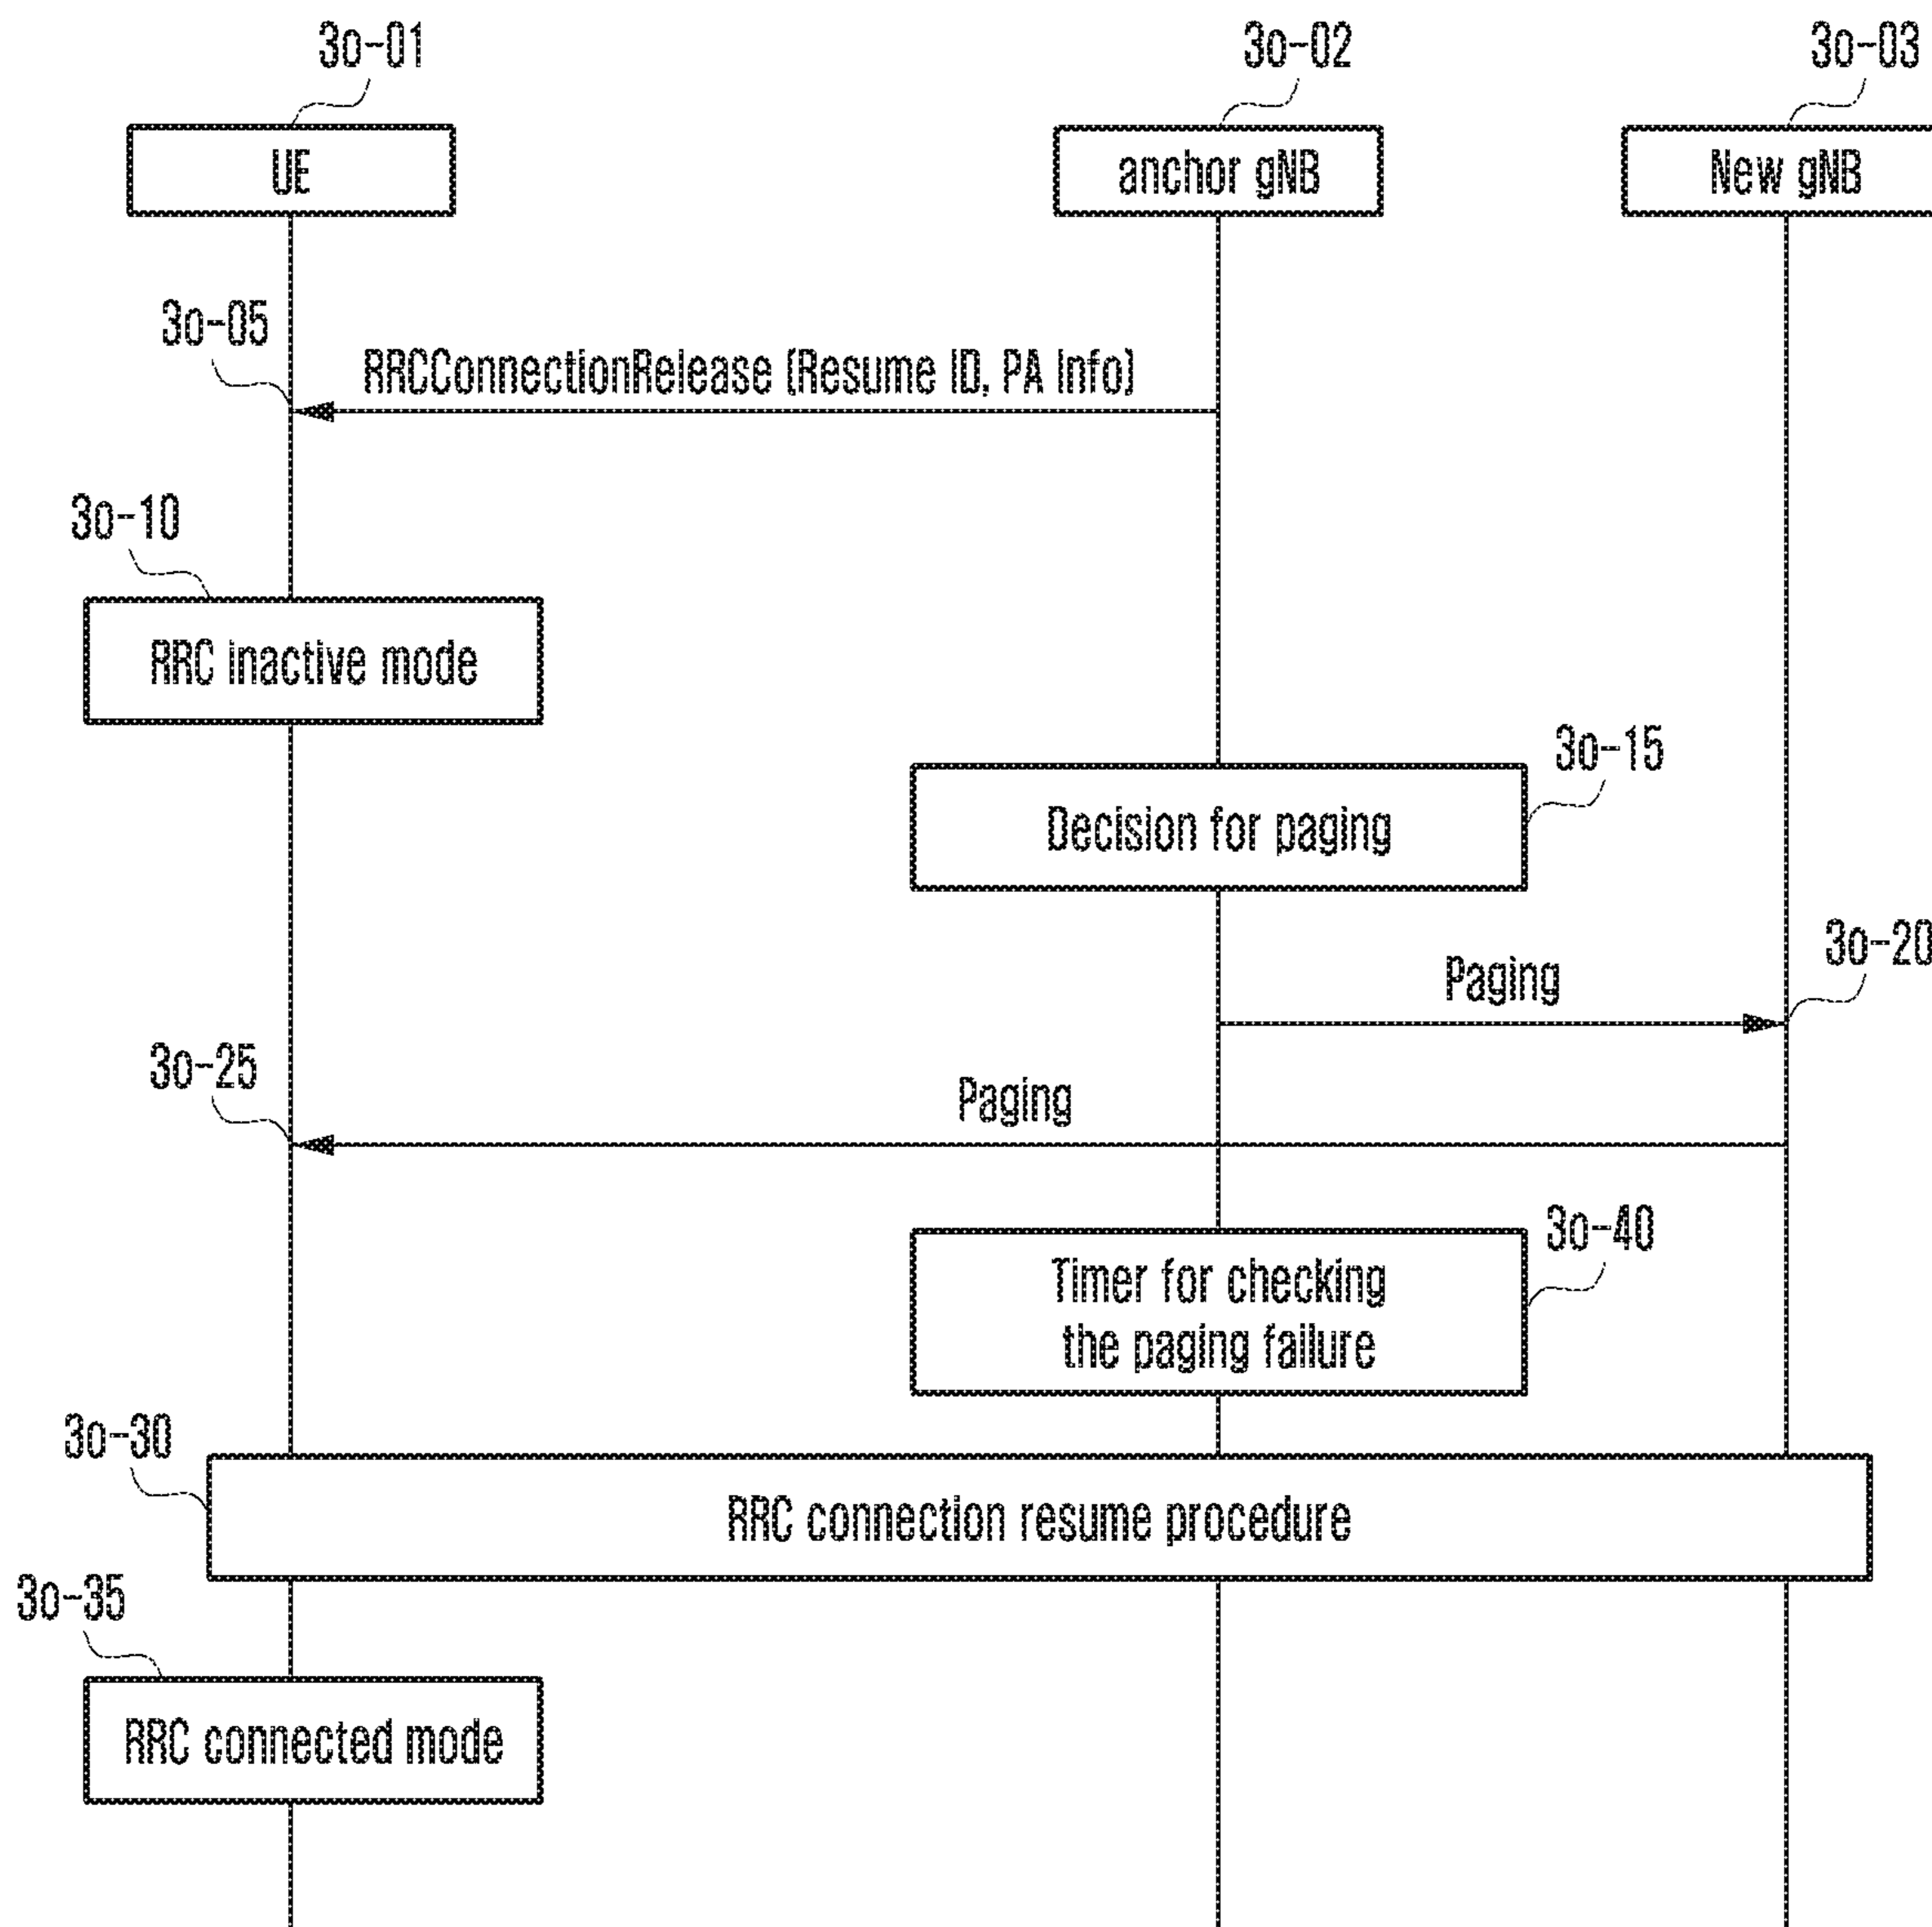 3o-01
3o-02
3o-03
UE
anchor gNB
New gNB
3o-05
RRCConnectionRelease (Resume ID, PA Info)
3o-10
RRC inactive mode
3o-15
Decision for paging
3o-20
Paging
3o-25
Paging
3o-40
Timer for checking
the paging failure
3o-30
RRC connection resume procedure
3o-35
RRC connected mode